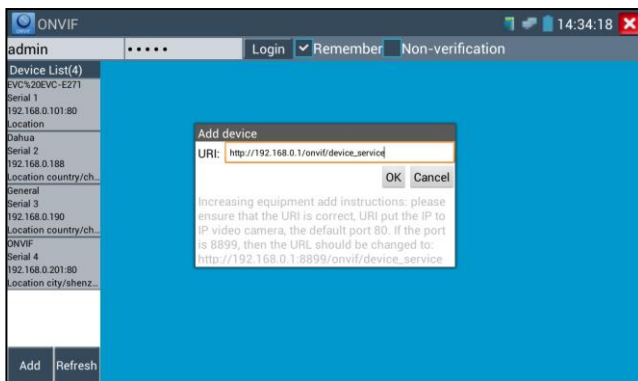 ONVIF
14:34:18
admin
•••••
Login
Remember
Non-verification
Device List(4)
EVC%20EVC-E271
Serial 1
192.168.0.101:80
Location
Dahua
Serial 2
192.168.0.188
Location country/ch...
General
Serial 3
192.168.0.190
Location country/ch...
ONVIF
Serial 4
192.168.0.201:80
Location city/shenz...
Add device
URI: http://192.168.0.1/onvif/device_service
OK Cancel
Increasing equipment add instructions: please
ensure that the URI is correct, URI put the IP to
IP video camera, the default port 80. If the port
is 8899, then the URL should be changed to:
http://192.168.0.1:8899/onvif/device_service
Add Refresh